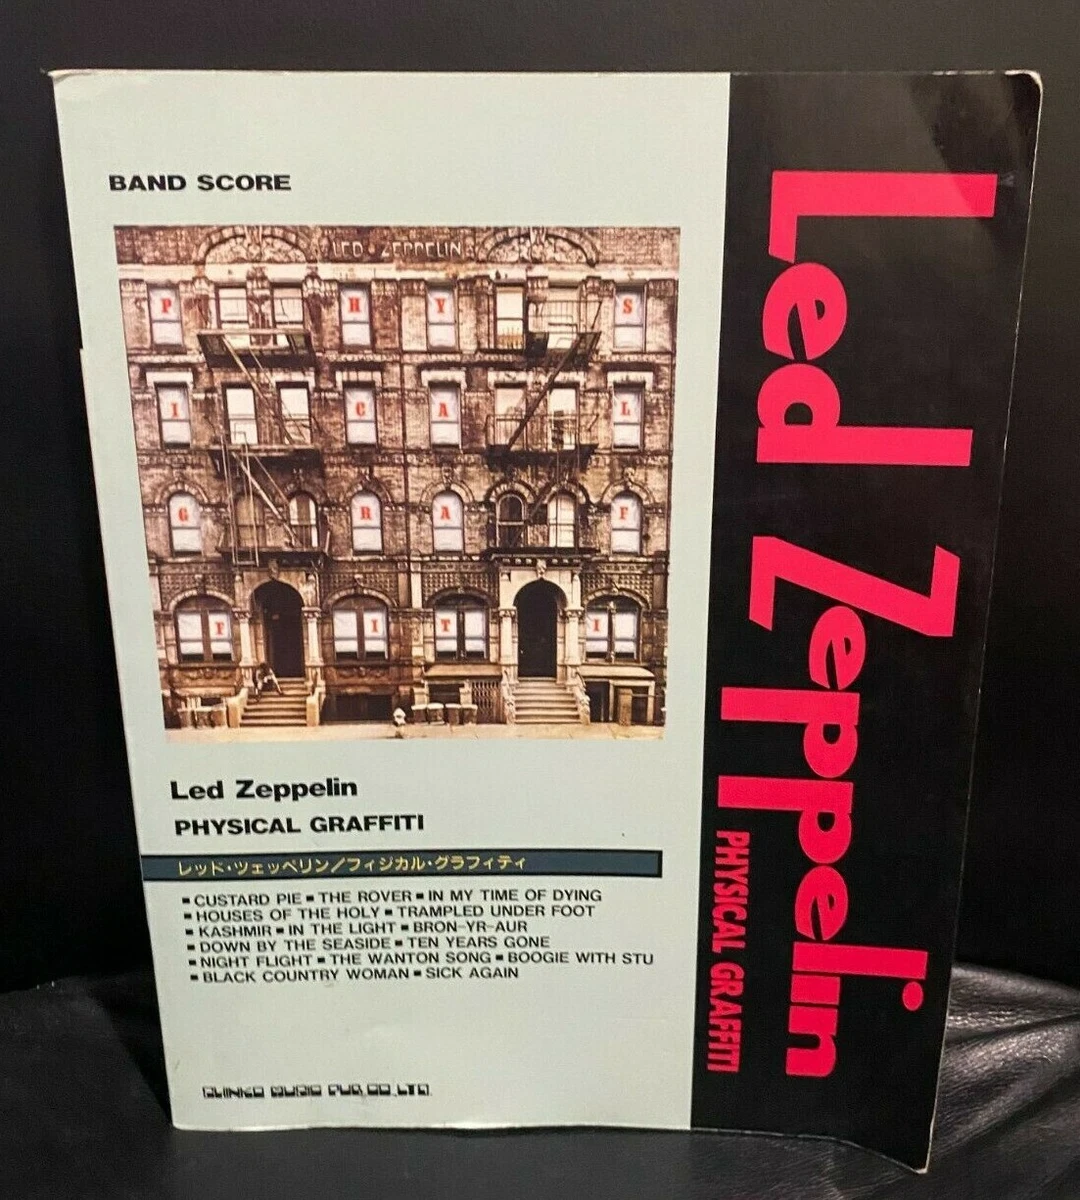 BAND SCORE
LED ZEPPELIN
P H Y S
I C A L
G R A F
F I T I
Led Zeppelin
PHYSICAL GRAFFITI
レッド・ツェッペリン/フィジカル・グラフィティ
▪ CUSTARD PIE ▪ THE ROVER ▪ IN MY TIME OF DYING
▪ HOUSES OF THE HOLY ▪ TRAMPLED UNDER FOOT
▪ KASHMIR ▪ IN THE LIGHT ▪ BRON-YR-AUR
▪ DOWN BY THE SEASIDE ▪ TEN YEARS GONE
▪ NIGHT FLIGHT ▪ THE WANTON SONG ▪ BOOGIE WITH STU
▪ BLACK COUNTRY WOMAN ▪ SICK AGAIN
SHINKO MUSIC PUB. CO., LTD.
Led Zeppelin
PHYSICAL GRAFFITI